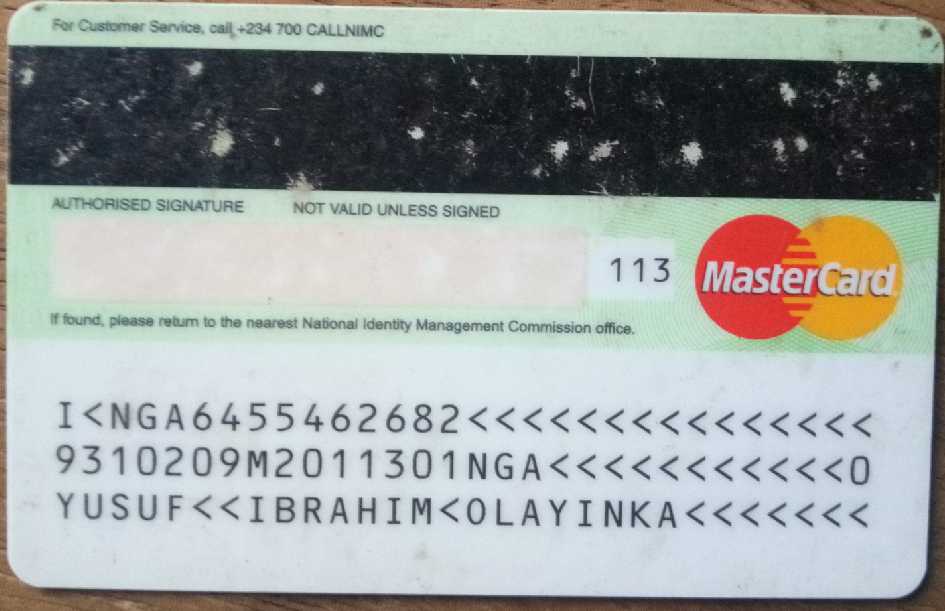 For Customer Service, call +234 700 CALLNIMC
AUTHORISED SIGNATURE NOT VALID UNLESS SIGNED
113
MasterCard
If found, please return to the nearest National Identity Management Commission office.
I<NGA6455462682<<<<<<<<<<<<<<<
9310209M2011301NGA<<<<<<<<<<<0
YUSUF<<IBRAHIM<OLAYINKA<<<<<<<